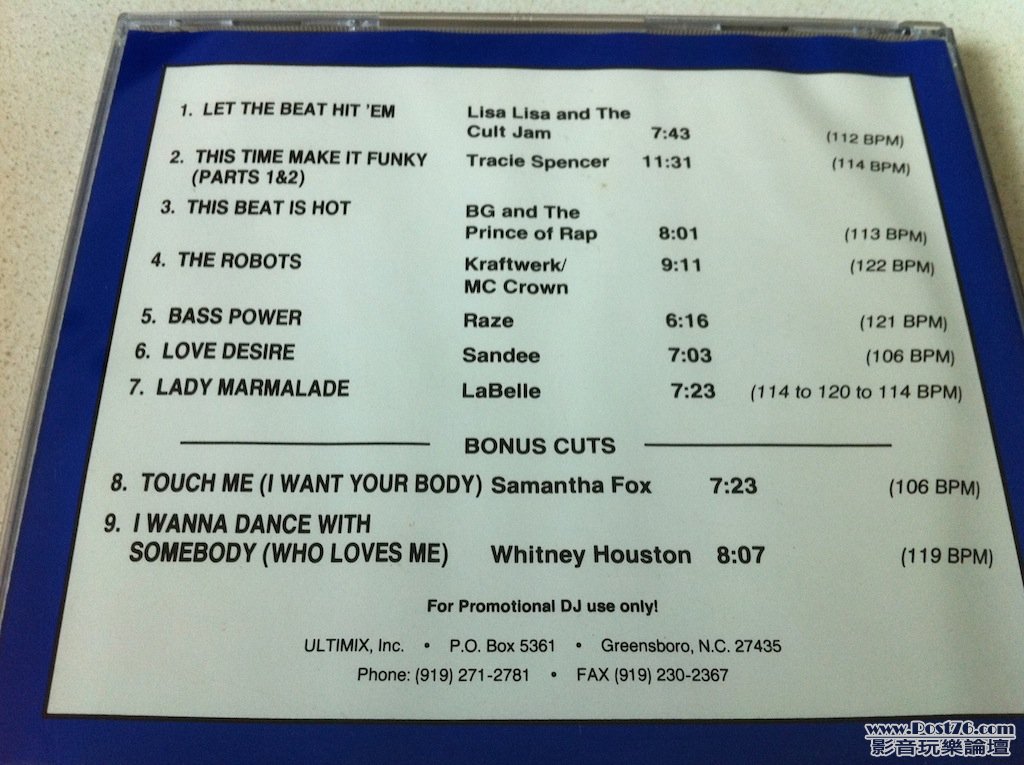 1. LET THE BEAT HIT 'EM Lisa Lisa and The
Cult Jam 7:43 (112 BPM)
2. THIS TIME MAKE IT FUNKY Tracie Spencer 11:31 (114 BPM)
(PARTS 1&2)
3. THIS BEAT IS HOT BG and The
Prince of Rap 8:01 (113 BPM)
4. THE ROBOTS Kraftwerk/ 9:11 (122 BPM)
MC Crown
5. BASS POWER Raze 6:16 (121 BPM)
6. LOVE DESIRE Sandee 7:03 (106 BPM)
7. LADY MARMALADE LaBelle 7:23 (114 to 120 to 114 BPM)
BONUS CUTS
8. TOUCH ME (I WANT YOUR BODY) Samantha Fox 7:23 (106 BPM)
9. I WANNA DANCE WITH
SOMEBODY (WHO LOVES ME) Whitney Houston 8:07 (119 BPM)
For Promotional DJ use only!
ULTIMIX, Inc. • P.O. Box 5361 • Greensboro, N.C. 27435
Phone: (919) 271-2781 • FAX (919) 230-2367
www.Post76.com
影音玩樂論壇